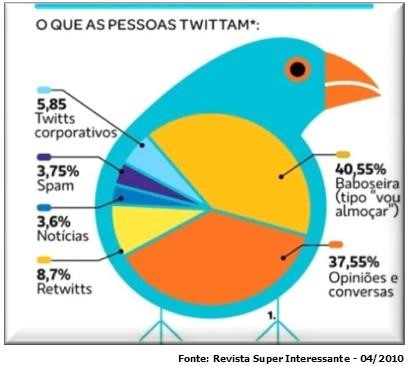 O QUE AS PESSOAS TWITTAM*:
5,85
Twitts
corporativos
3,75%
Spam
3,6%
Notícias
8,7%
Retwitts
40,55%
Baboseira
(tipo "vou
almoçar")
37,55%
Opiniões e
conversas
1.
Fonte: Revista Super Interessante - 04/2010